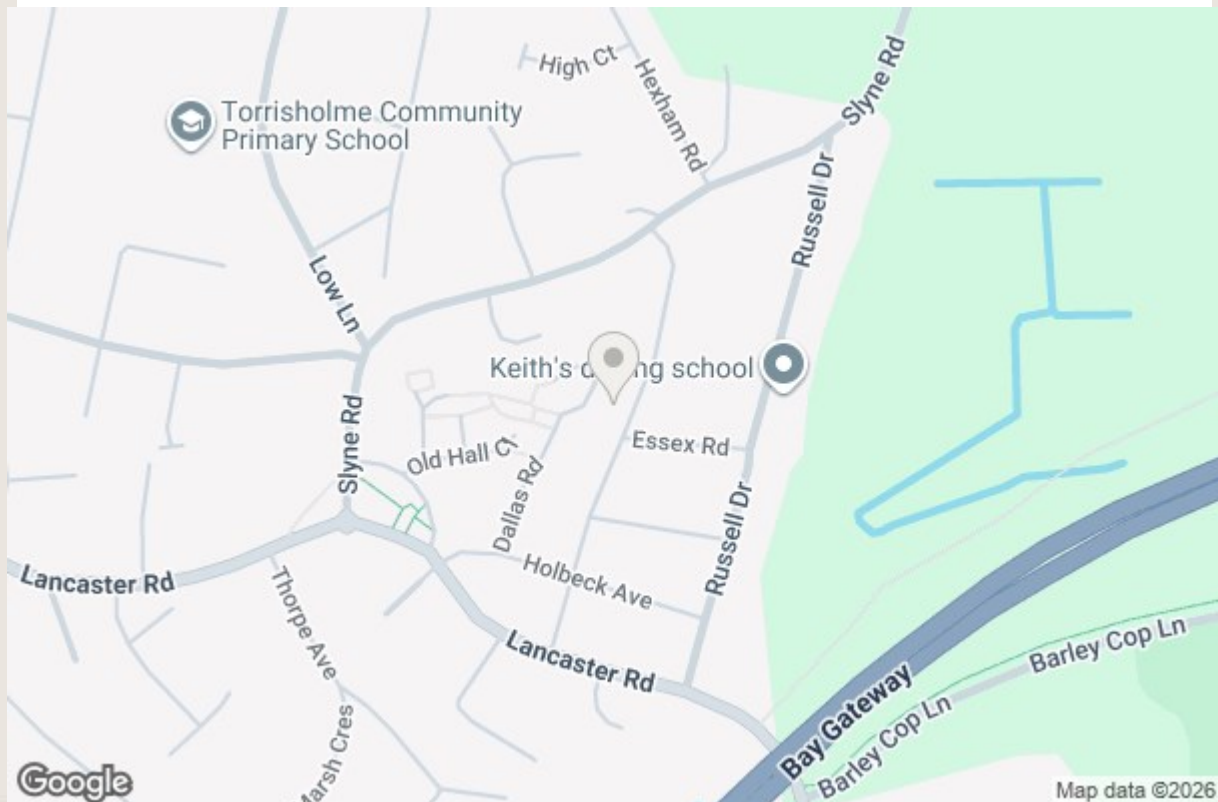 High Ct
Hexham Rd
Slyne Rd
Torrisholme Community
Primary School
Russell Dr
Low Ln
Keith's d ng school
Slyne Rd
Old Hall Ct
Essex Rd
Dallas Rd
Russell Dr
Lancaster Rd
Thorpe Ave
Holbeck Ave
Lancaster Rd
Barley Cop Ln
Bay Gateway
Barley Cop Ln
Marsh Cres
Google
Map data ©2026